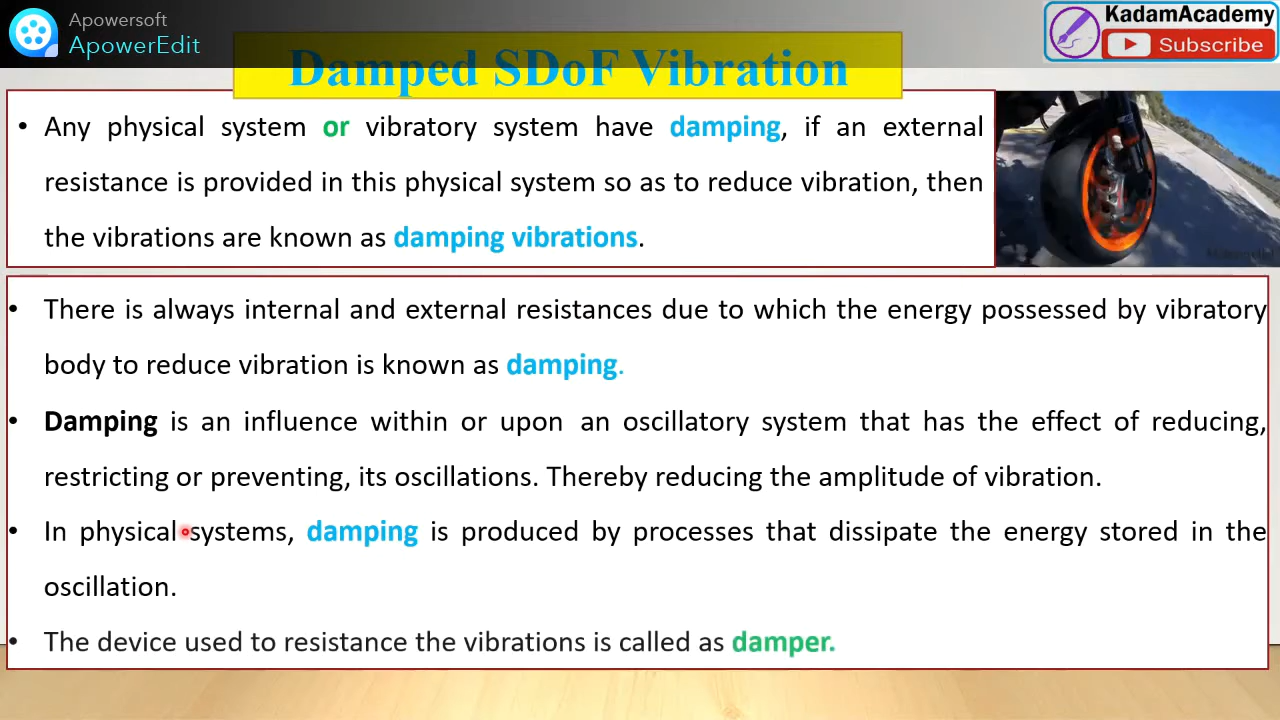 Apowersoft
ApowerEdit
KadamAcademy
Subscribe
Damped SDoF Vibration
• Any physical system or vibratory system have damping, if an external
resistance is provided in this physical system so as to reduce vibration, then
the vibrations are known as damping vibrations.
• There is always internal and external resistances due to which the energy possessed by vibratory
body to reduce vibration is known as damping.
• Damping is an influence within or upon an oscillatory system that has the effect of reducing,
restricting or preventing, its oscillations. Thereby reducing the amplitude of vibration.
• In physical systems, damping is produced by processes that dissipate the energy stored in the
oscillation.
• The device used to resistance the vibrations is called as damper.